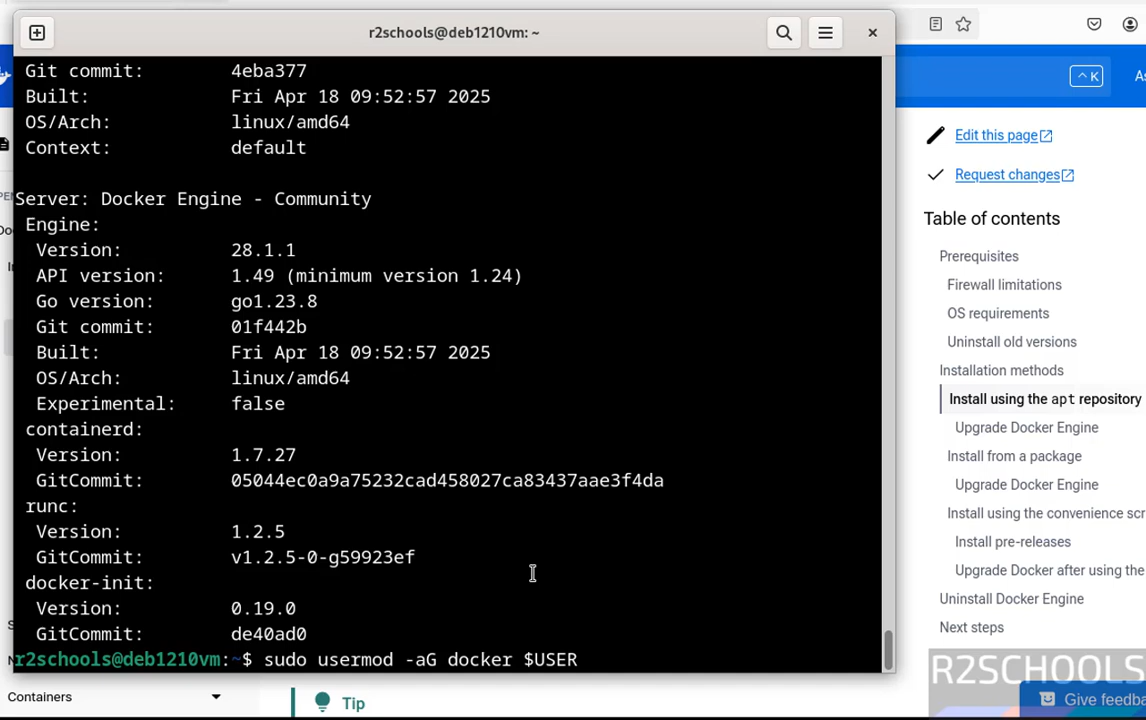 r2schools@deb1210vm: ~
Git commit: 4eba377
Built: Fri Apr 18 09:52:57 2025
OS/Arch: linux/amd64
Context: default
Server: Docker Engine - Community
Engine:
Version: 28.1.1
API version: 1.49 (minimum version 1.24)
Go version: go1.23.8
Git commit: 01f442b
Built: Fri Apr 18 09:52:57 2025
OS/Arch: linux/amd64
Experimental: false
containerd:
Version: 1.7.27
GitCommit: 05044ec0a9a75232cad458027ca83437aae3f4da
runc:
Version: 1.2.5
GitCommit: v1.2.5-0-g59923ef
docker-init:
Version: 0.19.0
GitCommit: de40ad0
r2schools@deb1210vm:~$ sudo usermod -aG docker $USER
^ K
Edit this page
Request changes
Table of contents
Prerequisites
Firewall limitations
OS requirements
Uninstall old versions
Installation methods
Install using the apt repository
Upgrade Docker Engine
Install from a package
Upgrade Docker Engine
Install using the convenience scr
Install pre-releases
Upgrade Docker after using the
Uninstall Docker Engine
Next steps
R2SCHOOLS
Give feedba
Containers
Tip